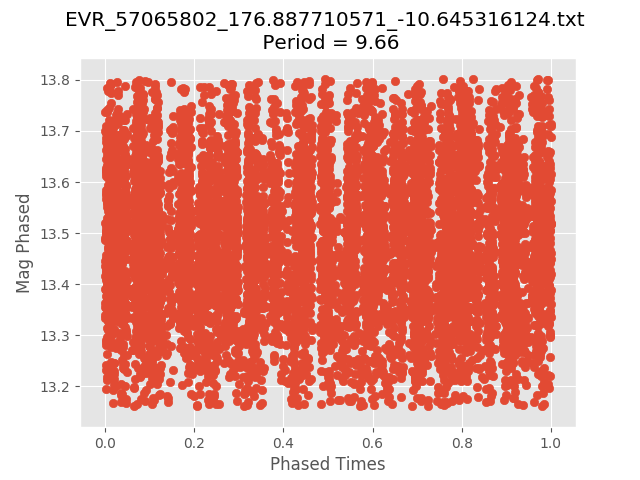 EVR_57065802_176.887710571_-10.645316124.txt
Period = 9.66
Mag Phased
13.8
13.7
13.6
13.5
13.4
13.3
13.2
0.0 0.2 0.4 0.6 0.8 1.0
Phased Times